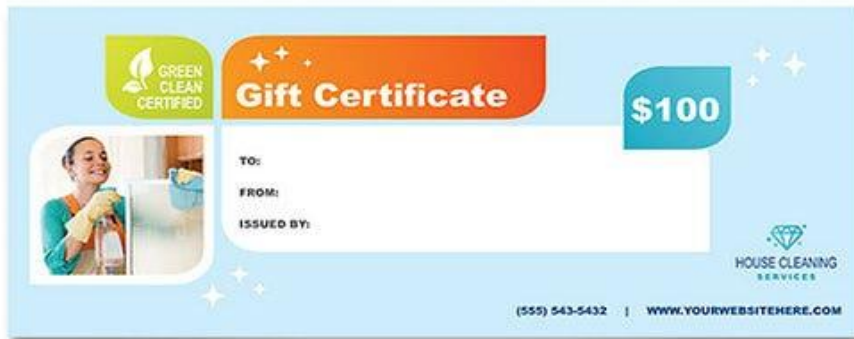 GREEN
CLEAN
CERTIFIED
Gift Certificate
$100
TO:
FROM:
ISSUED BY:
HOUSE CLEANING
SERVICES
(555) 543-5432 | WWW.YOURWEBSITEHERE.COM